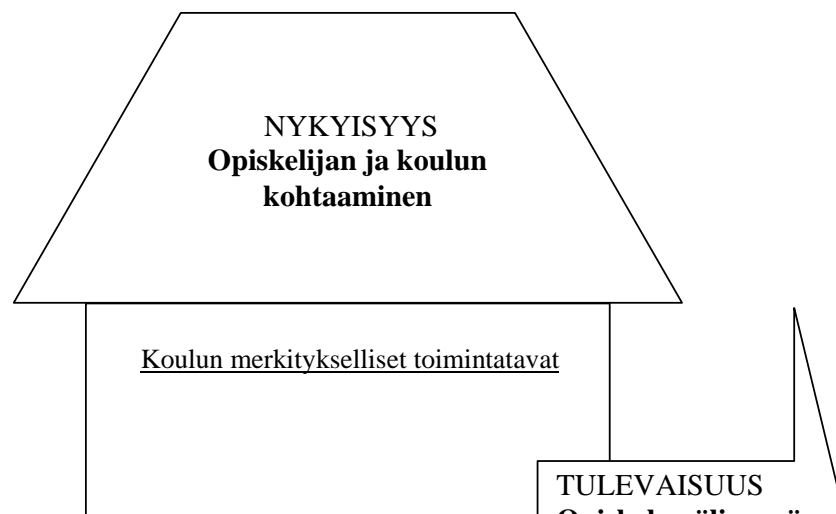 NYKYISYYS
Opiskelijan ja koulun
kohtaaminen
Koulun merkitykselliset toimintatavat
TULEVAISUUS